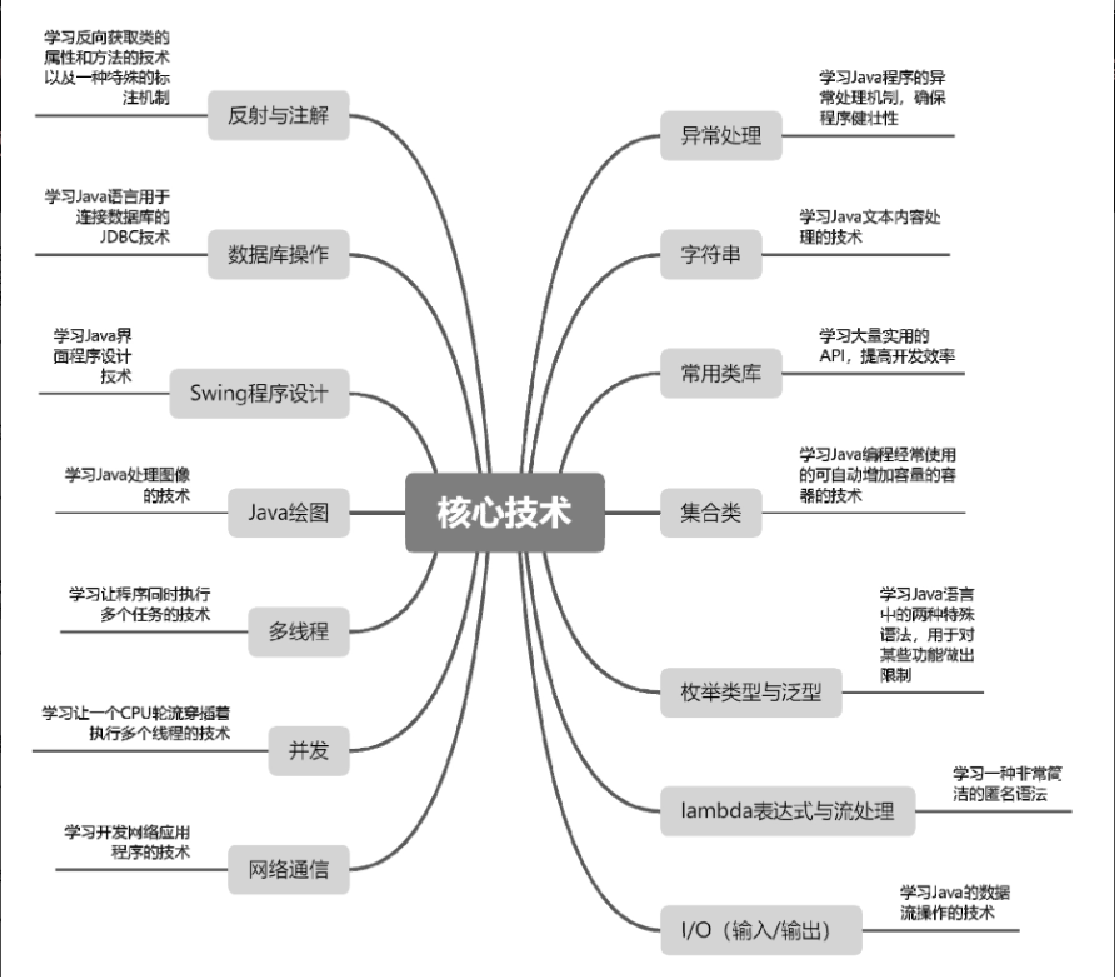 核心技术
异常处理
学习Java程序的异
常处理机制，确保
程序健壮性
字符串
学习Java文本内容处
理的技术
常用类库
学习大量实用的
API，提高开发效率
集合类
学习Java编程经常使用
的可自动增加容量的容
器的技术
枚举类型与泛型
学习Java语言
中的两种特殊
语法，用于对
某些功能做出
限制
lambda表达式与流处理
学习一种非常简
洁的匿名语法
I/O（输入/输出）
学习Java的数据
流操作的技术
反射与注解
学习反向获取类的
属性和方法的技术
以及一种特殊的标
注机制
数据库操作
学习Java语言用于
连接数据库的
JDBC技术
Swing程序设计
学习Java界
面程序设计
技术
Java绘图
学习Java处理图像
的技术
多线程
学习让程序同时执行
多个任务的技术
并发
学习让一个CPU轮流穿插着
执行多个线程的技术
网络通信
学习开发网络应用
程序的技术